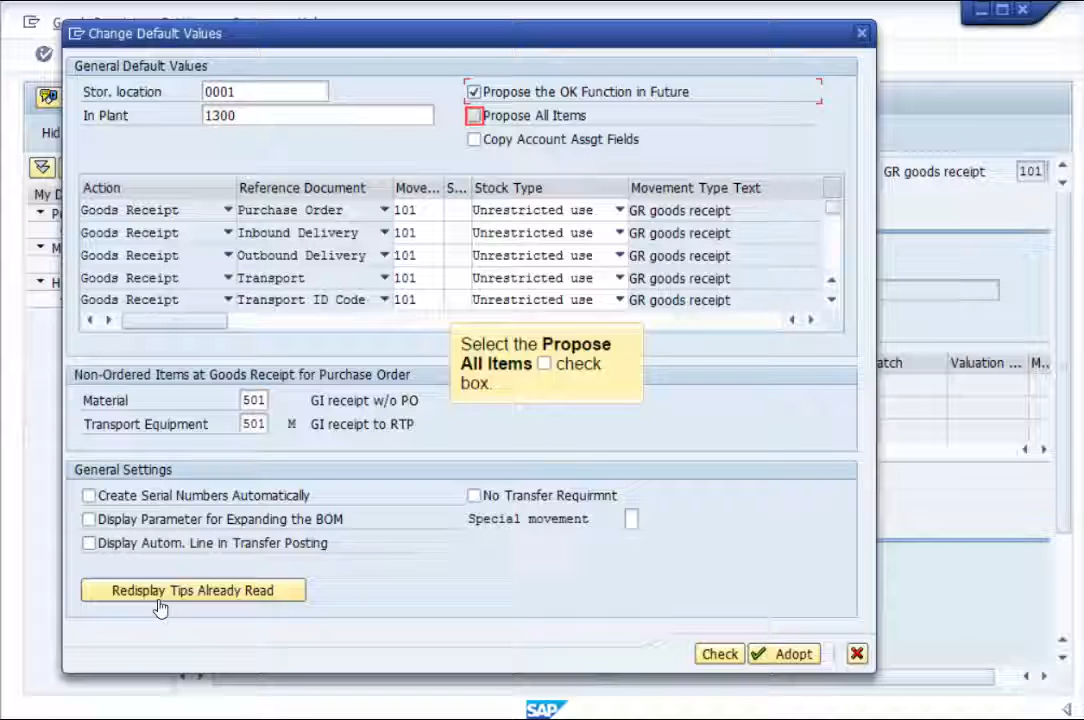 Change Default Values
General Default Values
Stor. location 0001
In Plant 1300
Propose the OK Function in Future
Propose All Items
Copy Account Assgt Fields
Action Reference Document Move... S... Stock Type Movement Type Text
Goods Receipt Purchase Order 101 Unrestricted use GR goods receipt
Goods Receipt Inbound Delivery 101 Unrestricted use GR goods receipt
Goods Receipt Outbound Delivery 101 Unrestricted use GR goods receipt
Goods Receipt Transport 101 Unrestricted use GR goods receipt
Goods Receipt Transport ID Code 101 Unrestricted use GR goods receipt
Select the Propose
All Items check
box.
Non-Ordered Items at Goods Receipt for Purchase Order
Material 501 GI receipt w/o PO
Transport Equipment 501 M GI receipt to RTP
General Settings
Create Serial Numbers Automatically
No Transfer Requirmnt
Display Parameter for Expanding the BOM
Special movement
Display Autom. Line in Transfer Posting
Redisplay Tips Already Read
Check Adopt
Hid
My D
GR goods receipt 101
atch Valuation ... M..
SAP